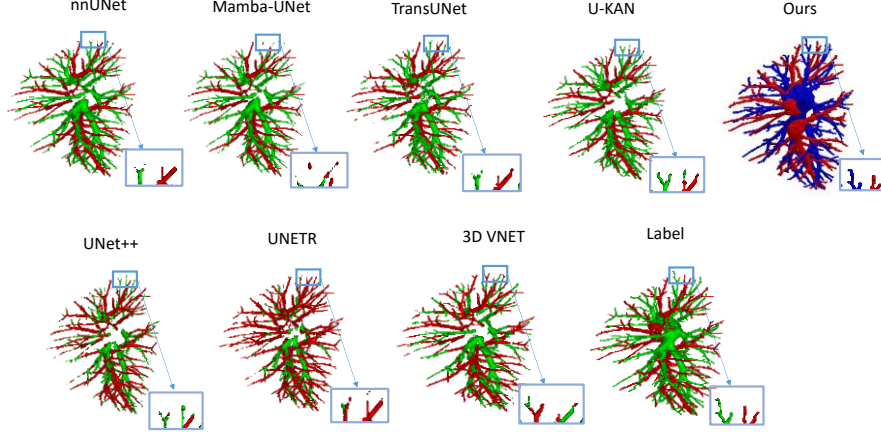 nnUNet
Mamba-UNet
TransUNet
U-KAN
Ours
UNet++
UNETR
3D VNET
Label